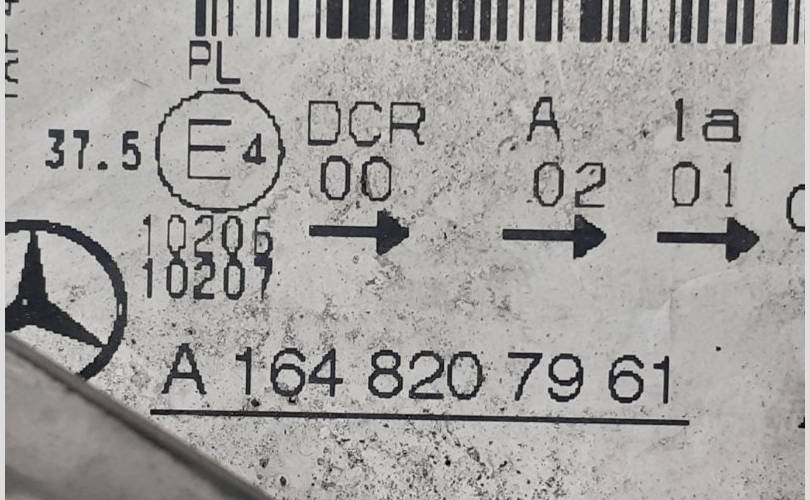 PL
DCR A 1a
37.5 E4 00 02 01
10206
10207
A 164 820 79 61